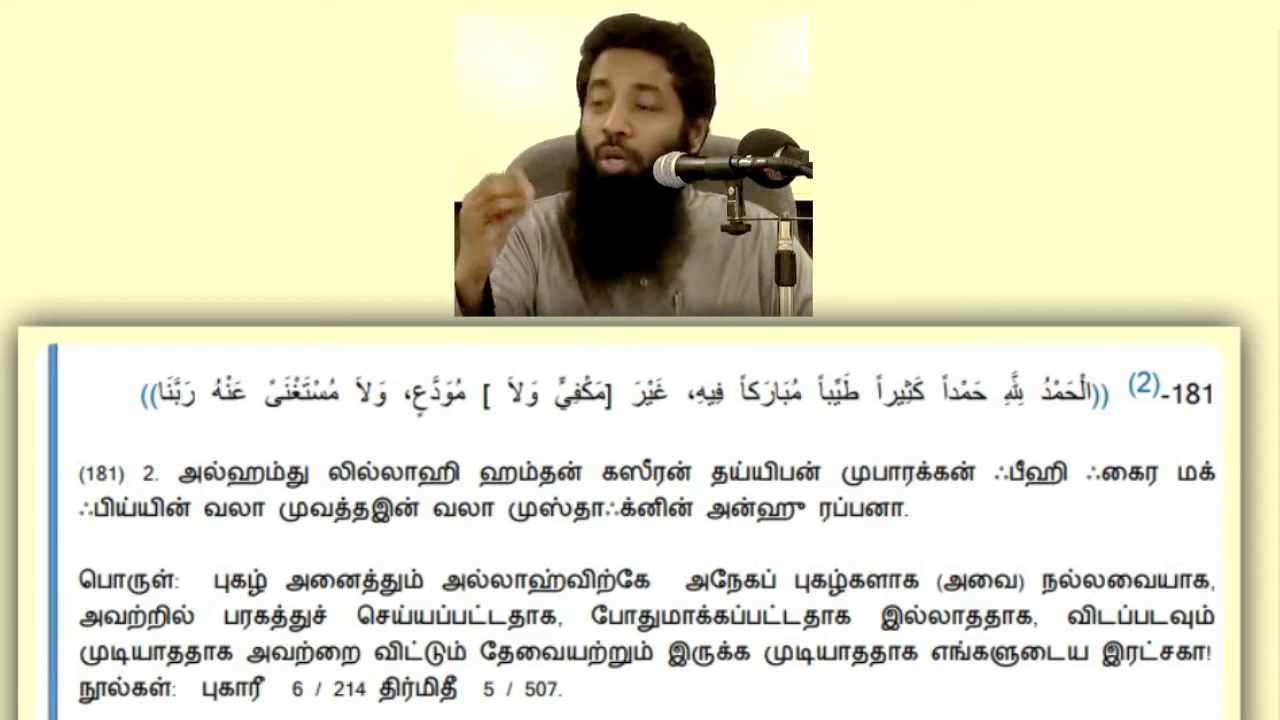 181-(2) ((الْحَمْدُ لِلَّهِ حَمْداً كَثِيراً طَيِّباً مُبَارَكاً فِيهِ، غَيْرَ [مَكْفِيٍّ وَلاَ ] مُوَدَّعٍ، وَلاَ مُسْتَغْنَىً عَنْهُ رَبَّنَا))
(181) 2. அல்ஹம்து லில்லாஹி ஹம்தன் கஸீரன் தய்யிபன் முபாரக்கன் ஃபீஹி ஃகைர மக்
ஃபிய்யின் வலா முவத்தஇன் வலா முஸ்தாஃக்னின் அன்ஹு ரப்பனா.
பொருள்: புகழ் அனைத்தும் அல்லாஹ்விற்கே அநேகப் புகழ்களாக (அவை) நல்லவையாக,
அவற்றில் பரகத்துச் செய்யப்பட்டதாக, போதுமாக்கப்பட்டதாக இல்லாததாக, விடப்படவும்
முடியாததாக அவற்றை விட்டும் தேவையற்றும் இருக்க முடியாததாக எங்களுடைய இரட்சகா!
நூல்கள்: புகாரீ 6 / 214 திர்மிதீ 5 / 507.